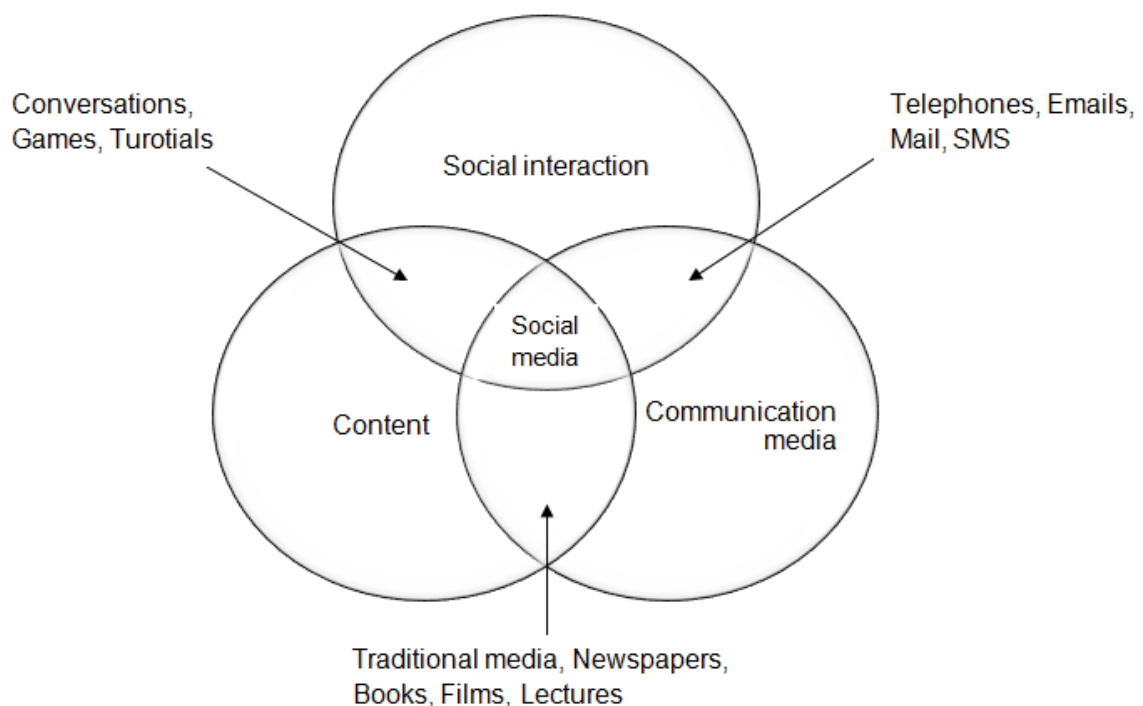 Conversations,
Games, Turotials
Telephones, Emails,
Mail, SMS
Social interaction
Social
media
Content
Communication
media
Traditional media, Newspapers,
Books, Films, Lectures